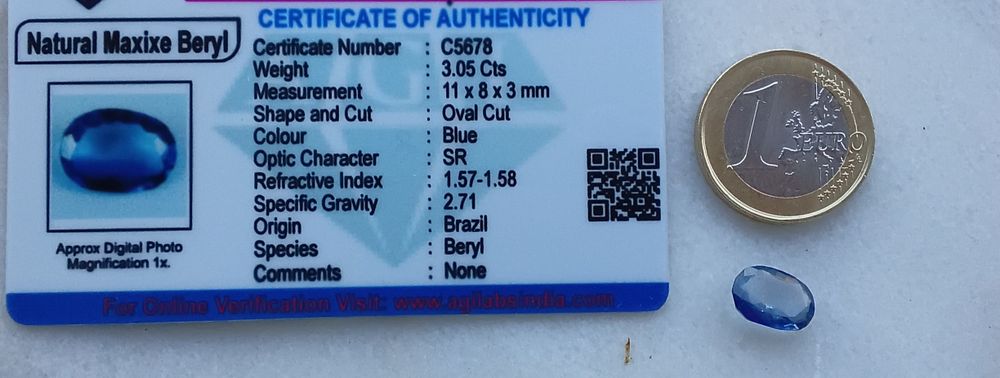 CERTIFICATE OF AUTHENTICITY
Natural Maxixe Beryl
Certificate Number : C5678
Weight : 3.05 Cts
Measurement : 11 x 8 x 3 mm
Shape and Cut : Oval Cut
Colour : Blue
Optic Character : SR
Refractive Index : 1.57-1.58
Specific Gravity : 2.71
Origin : Brazil
Species : Beryl
Comments : None
Approx Digital Photo
Magnification 1x.
For Online Verification Visit: www.agilabsindia.com
1 EURO